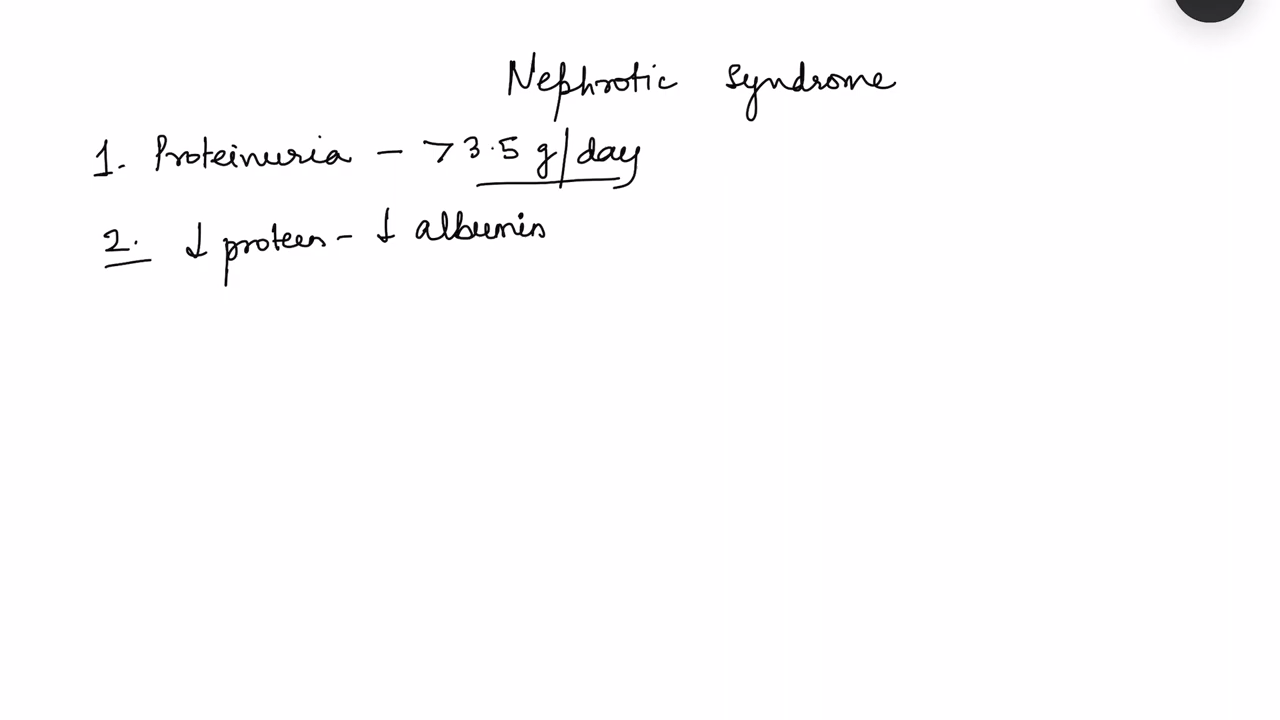 Nephrotic syndrome
1. Proteinuria - >3.5 g/day
2. ↓ protein - ↓ albumin